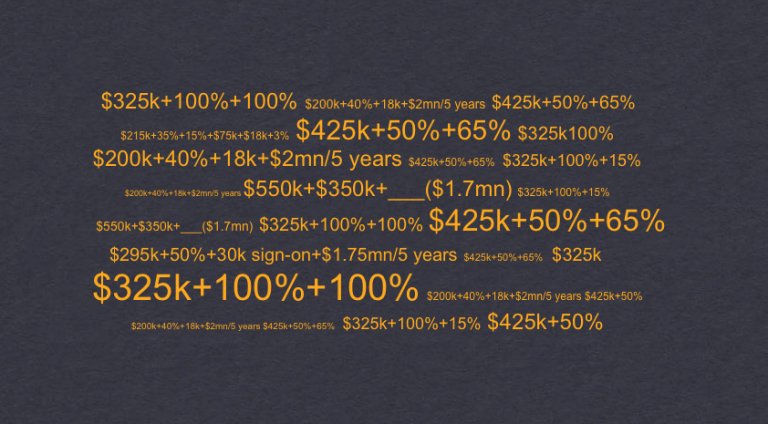 $325k+100%+100% $200k+40%+18k+$2mn/5 years $425k+50%+65%
$215k+35%+15%+$75k+$18k+3% $425k+50%+65% $325k100%
$200k+40%+18k+$2mn/5 years $425k+50%+65% $325k+100%+15%
$200k+40%+18k+$2mn/5 years $550k+$350k+___($1.7mn) $325k+100%+15%
$550k+$350k+___($1.7mn) $325k+100%+100% $425k+50%+65%
$295k+50%+30k sign-on+$1.75mn/5 years $425k+50%+65% $325k
$325k+100%+100% $200k+40%+18k+$2mn/5 years $425k+50%
$200k+40%+18k+$2mn/5 years $425k+50%+65% $325k+100%+15% $425k+50%